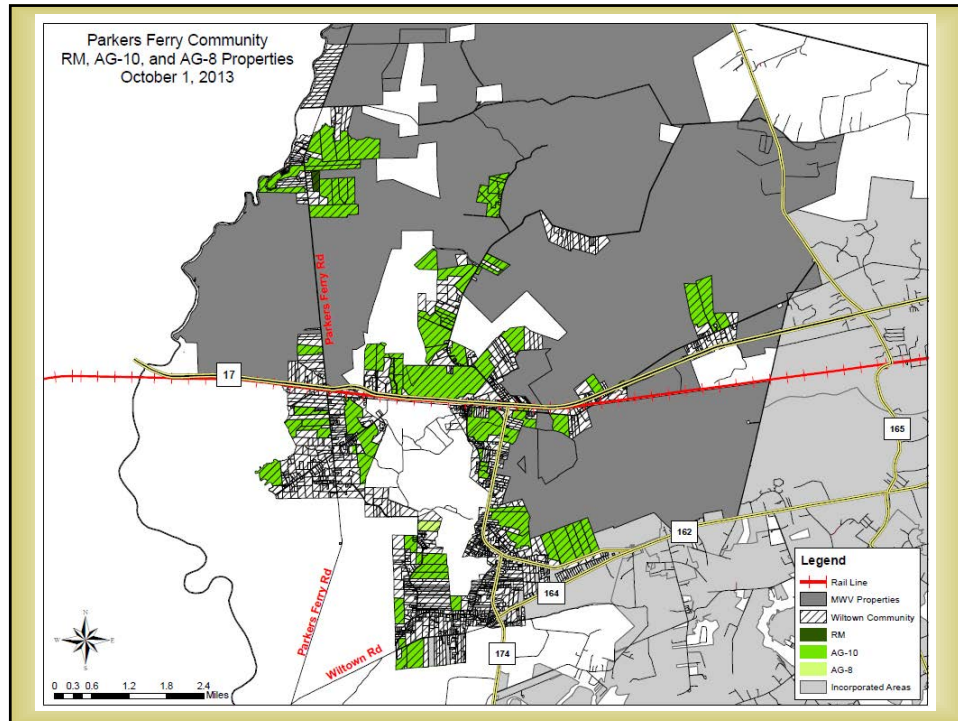 Parkers Ferry Community
RM, AG-10, and AG-8 Properties
October 1, 2013
Parkers Ferry Rd
17
165
162
164
174
Parkers Ferry Rd
Wiltown Rd
N
W
E
S
0 0.3 0.6 1.2 1.8 2.4
Miles
Legend
Rail Line
MWV Properties
Wiltown Community
RM
AG-10
AG-8
Incorporated Areas